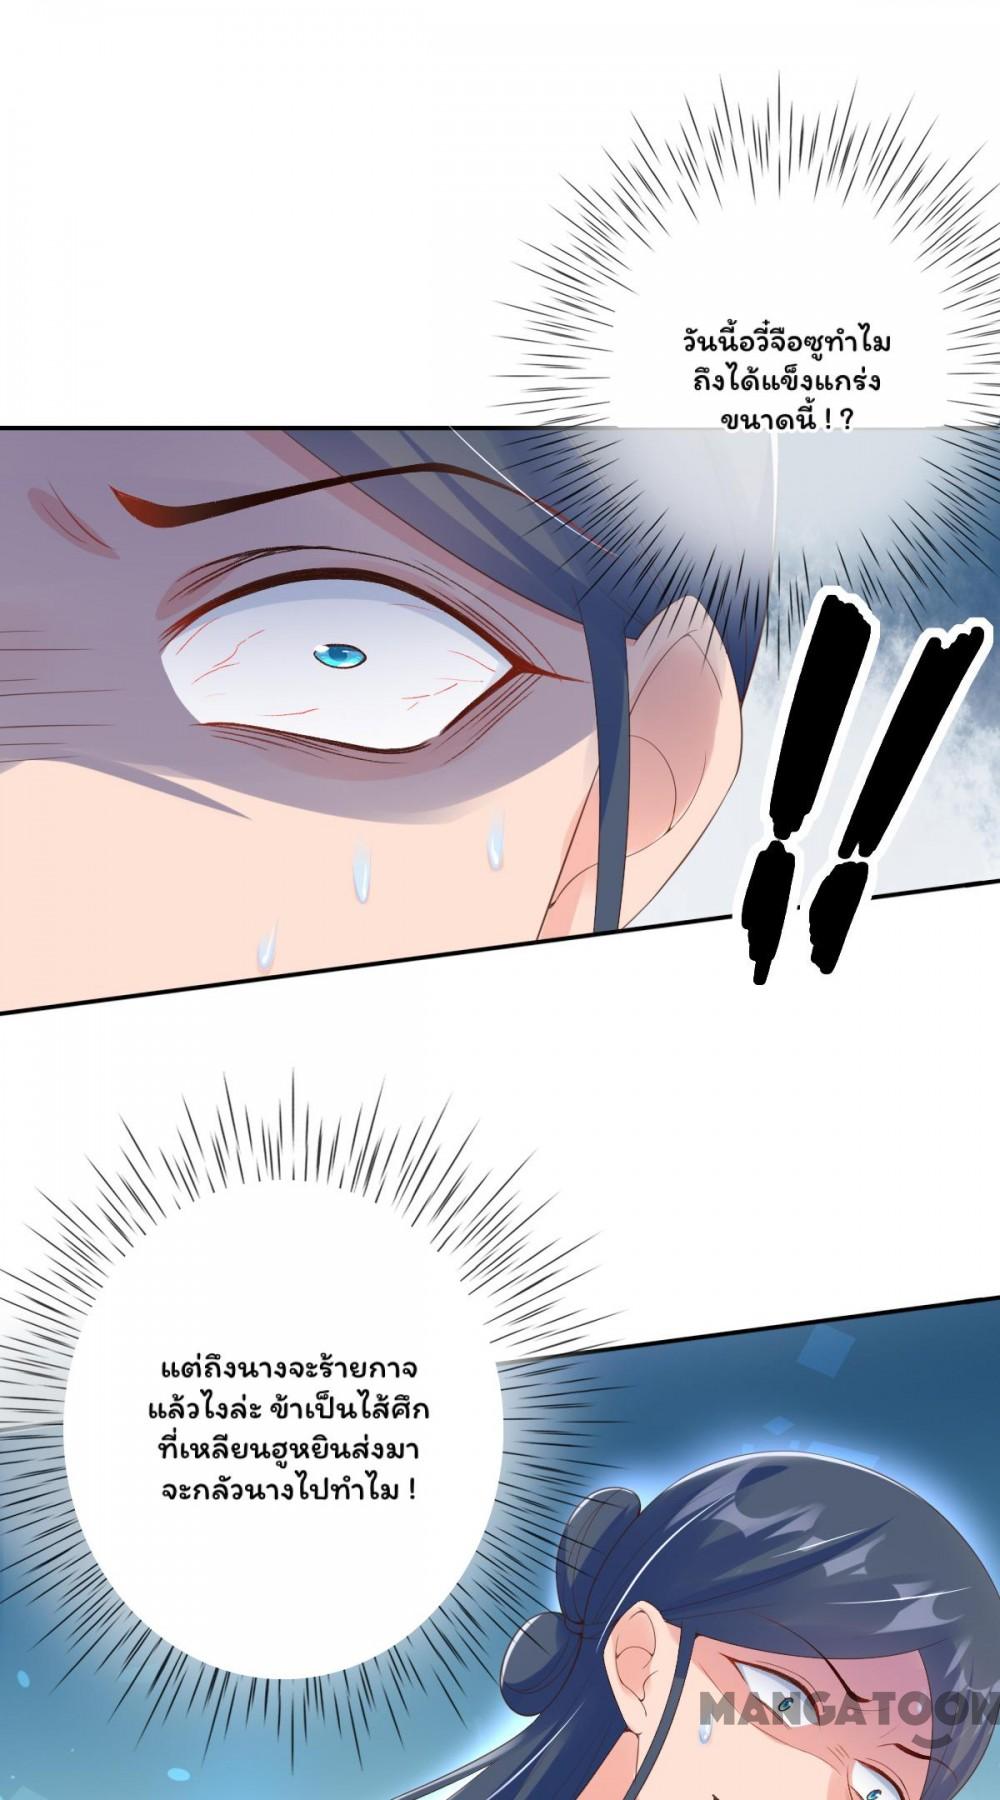 วันนี้อวี๋จือซูทำไม
ถึงได้แข็งแกร่ง
ขนาดนี้ ! ?
!!
แต่ถึงนางจะร้ายกาจ
แล้วไงล่ะ ข้าเป็นไส้ศึก
ที่เหลียนฮูหยินส่งมา
จะกลัวนางไปทำไม !
MANGATOON